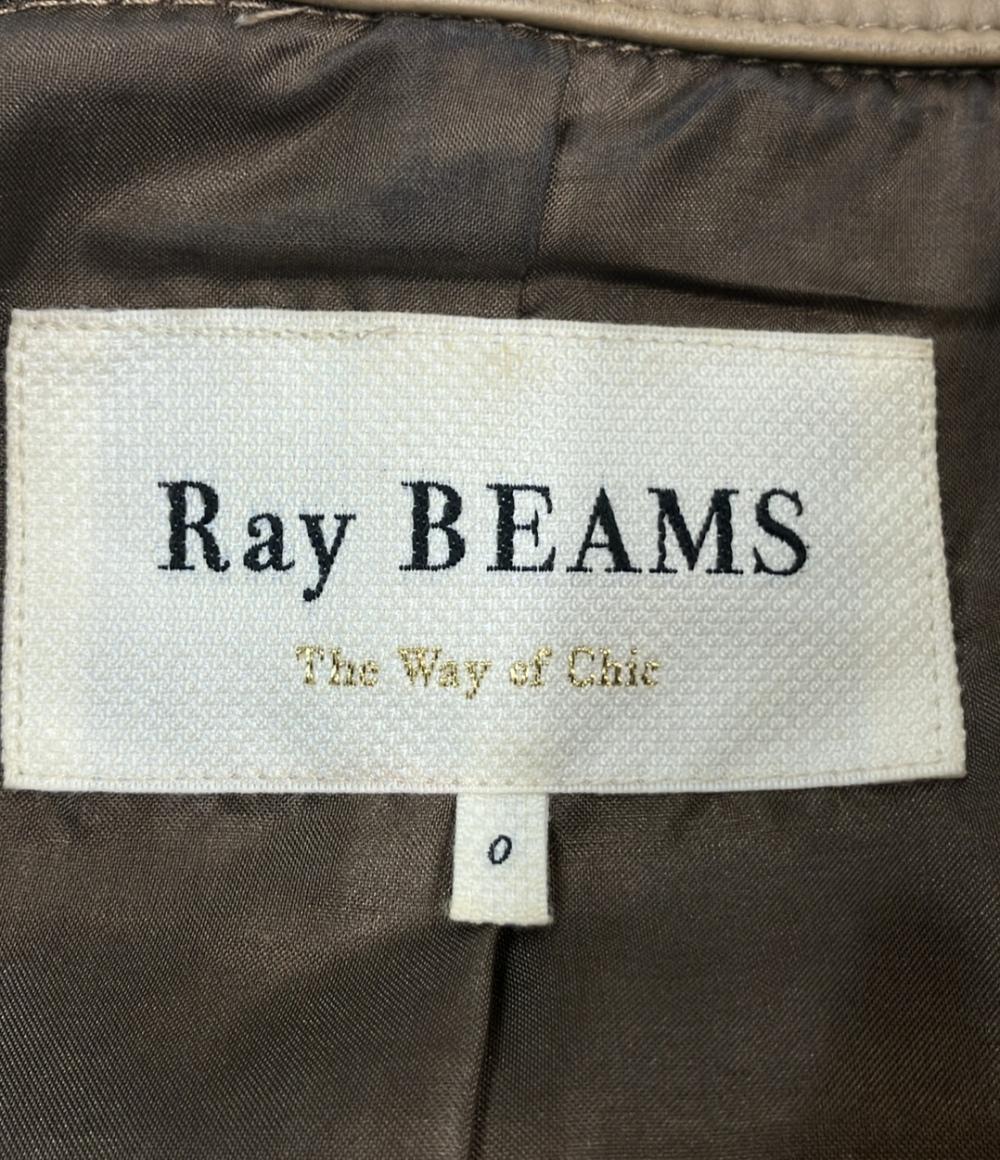 Ray BEAMS
The Way of Chic
0